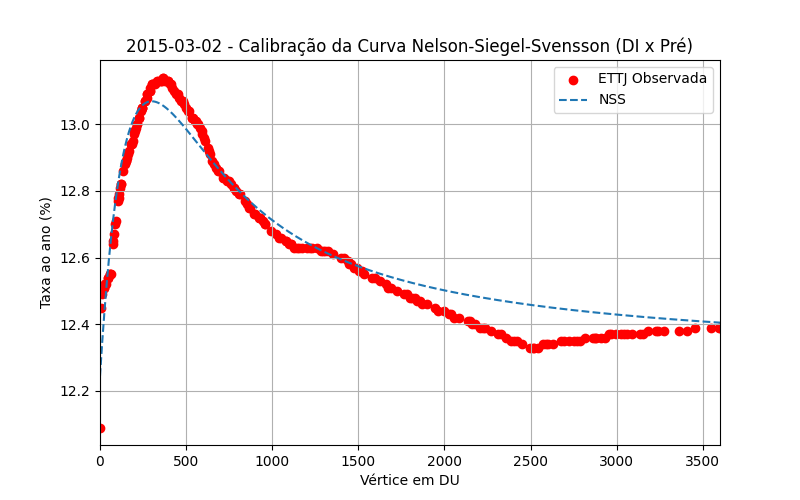 2015-03-02 - Calibração da Curva Nelson-Siegel-Svensson (DI x Pré)
ETTJ Observada
NSS
Taxa ao ano (%)
13.0
12.8
12.6
12.4
12.2
0 500 1000 1500 2000 2500 3000 3500
Vértice em DU